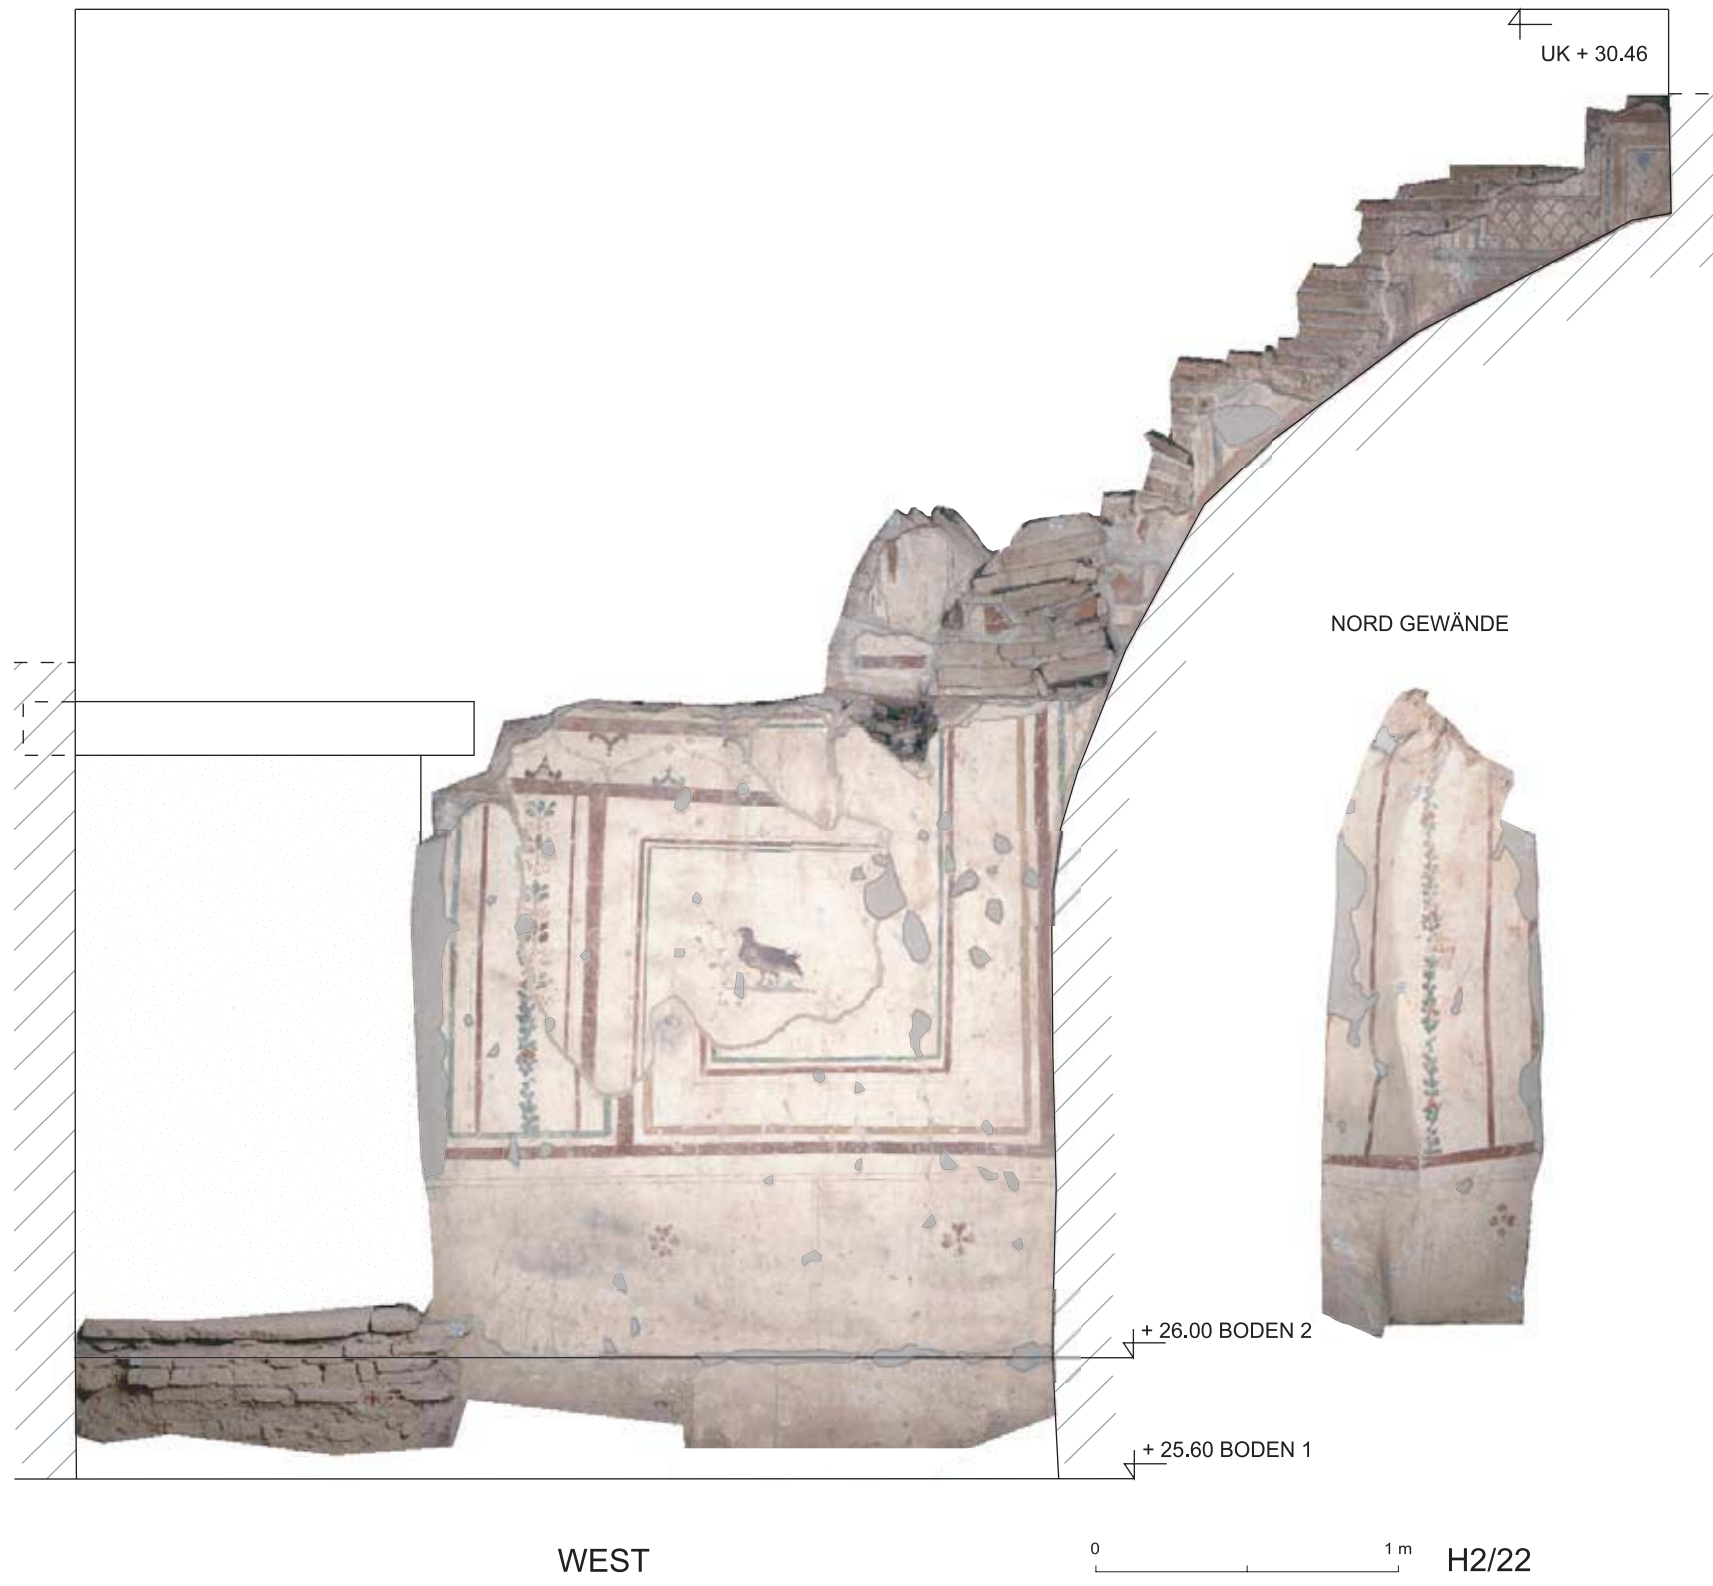 UK + 30.46
NORD GEWÄNDE
+ 26.00 BODEN 2
+ 25.60 BODEN 1
WEST
0 1 m
H2/22